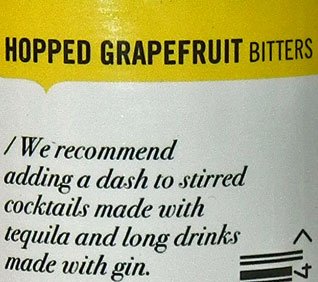 HOPPED GRAPEFRUIT BITTERS
/ We recommend
adding a dash to stirred
cocktails made with
tequila and long drinks
made with gin.